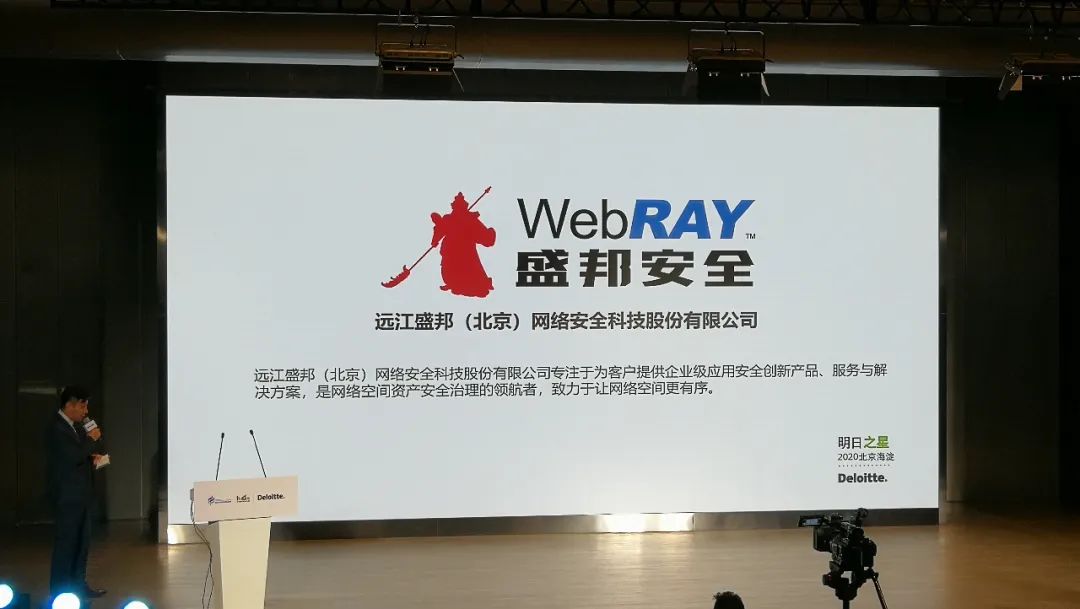 WebRAY™
盛邦安全
远江盛邦（北京）网络安全科技股份有限公司
远江盛邦（北京）网络安全科技股份有限公司专注于为客户提供企业级应用安全创新产品、服务与解
决方案，是网络空间资产安全治理的领航者，致力于让网络空间更有序。
明日之星
2020北京海淀
Deloitte.
Deloitte.